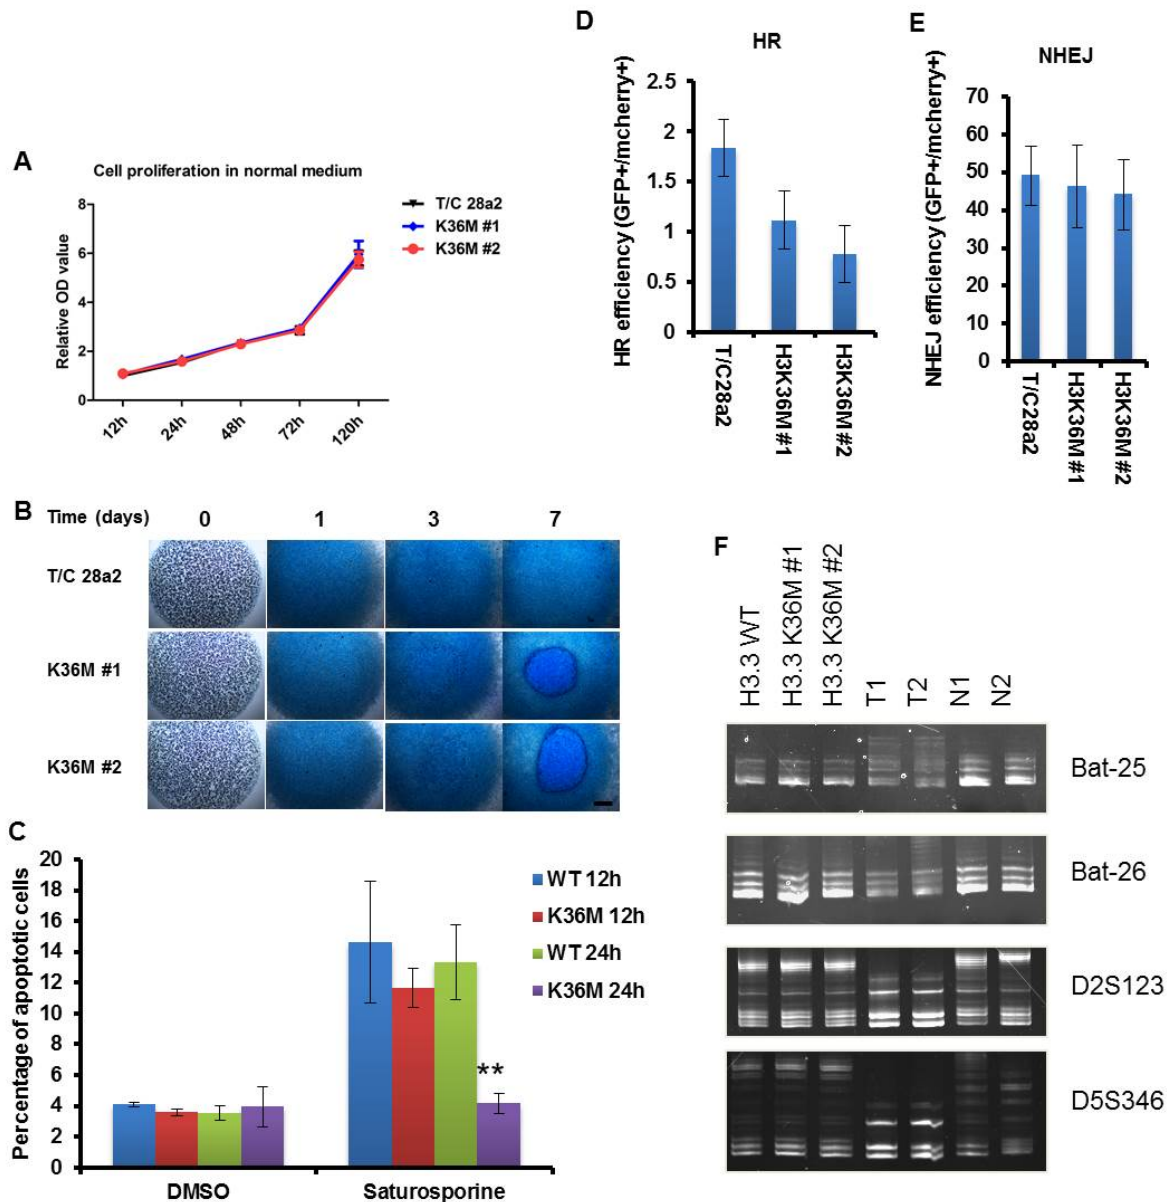 A
Cell proliferation in normal medium
Relative OD value
8
6
4
2
0
12h
24h
48h
72h
120h
T/C 28a2
K36M #1
K36M #2
B
Time (days) 0 1 3 7
T/C 28a2
K36M #1
K36M #2
C
Percentage of apoptotic cells
20
18
16
14
12
10
8
6
4
2
0
**
DMSO
Saturosporine
WT 12h
K36M 12h
WT 24h
K36M 24h
D
HR
HR efficiency (GFP+/mcherry+)
2.5
2
1.5
1
0.5
0
T/C28a2
H3K36M #1
H3K36M #2
E
NHEJ
NHEJ efficiency (GFP+/mcherry+)
70
60
50
40
30
20
10
0
T/C28a2
H3K36M #1
H3K36M #2
F
H3.3 WT
H3.3 K36M #1
H3.3 K36M #2
T1
T2
N1
N2
Bat-25
Bat-26
D2S123
D5S346